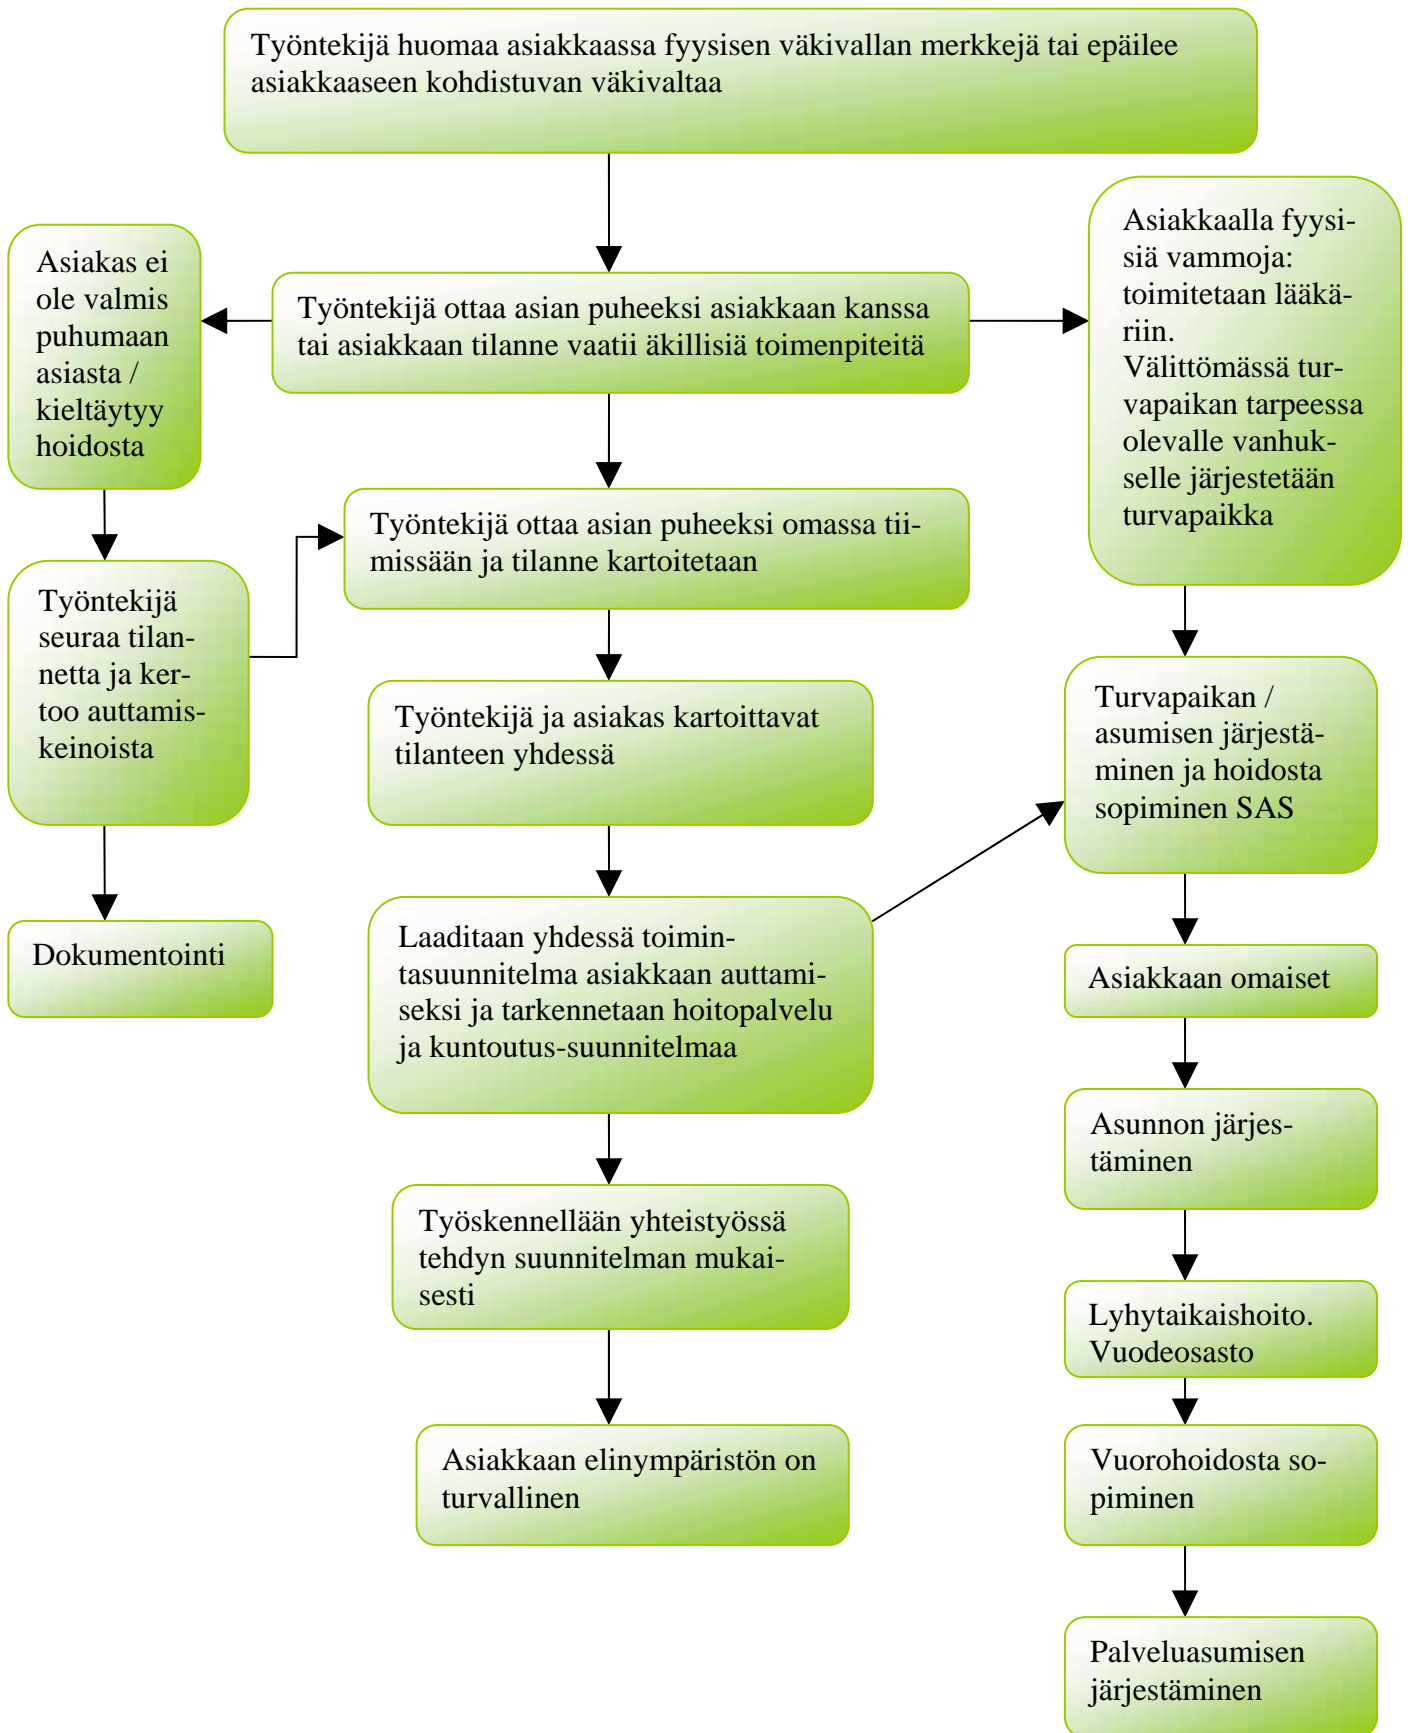 Työntekijä huomaa asiakkaassa fyysisen väkivallan merkkejä tai epäilee
asiakkaaseen kohdistuvan väkivaltaa
Asiakas ei
ole valmis
puhumaan
asiasta /
kieltäytyy
hoidosta
Työntekijä ottaa asian puheeksi asiakkaan kanssa
tai asiakkaan tilanne vaatii äkillisiä toimenpiteitä
Asiakkaalla fyysi-
siä vammoja:
toimitetaan lääkä-
riin.
Välittömässä tur-
vapaikan tarpeessa
olevalle vanhuk-
selle järjestetään
turvapaikka
Työntekijä ottaa asian puheeksi omassa tii-
missään ja tilanne kartoitetaan
Työntekijä
seuraa tilan-
netta ja ker-
too auttamis-
keinoista
Työntekijä ja asiakas kartoittavat
tilanteen yhdessä
Turvapaikan /
asumisen järjestä-
minen ja hoidosta
sopiminen SAS
Dokumentointi
Laaditaan yhdessä toimin-
tasuunnitelma asiakkaan auttami-
seksi ja tarkennetaan hoitopalvelu
ja kuntoutus-suunnitelmaa
Asiakkaan omaiset
Asunnon järjes-
täminen
Työskennellään yhteistyössä
tehdyn suunnitelman mukai-
sesti
Lyhytaikaishoito.
Vuodeosasto
Asiakkaan elinympäristön on
turvallinen
Vuorohoidosta so-
piminen
Palveluasumisen
järjestäminen